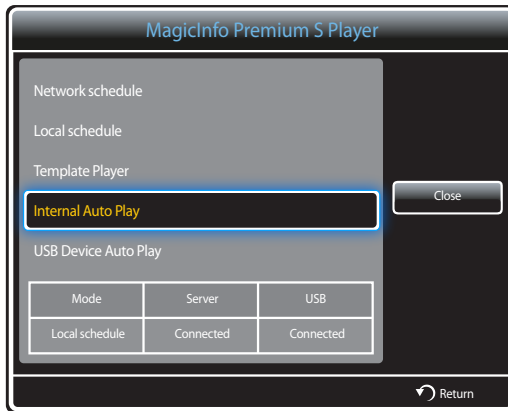 MagicInfo Premium S Player
Network schedule
Local schedule
Template Player
Internal Auto Play
USB Device Auto Play
Close
Mode Server USB
Local schedule Connected Connected
Return